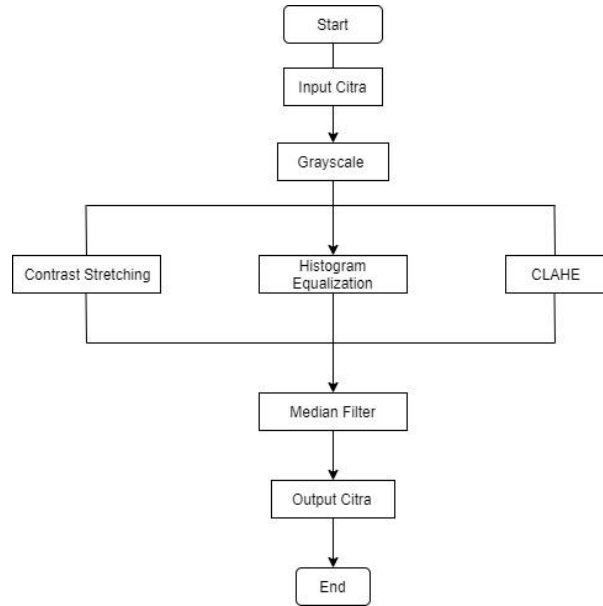 Start
Input Citra
Grayscale
Contrast Stretching
Histogram
Equalization
CLAHE
Median Filter
Output Citra
End